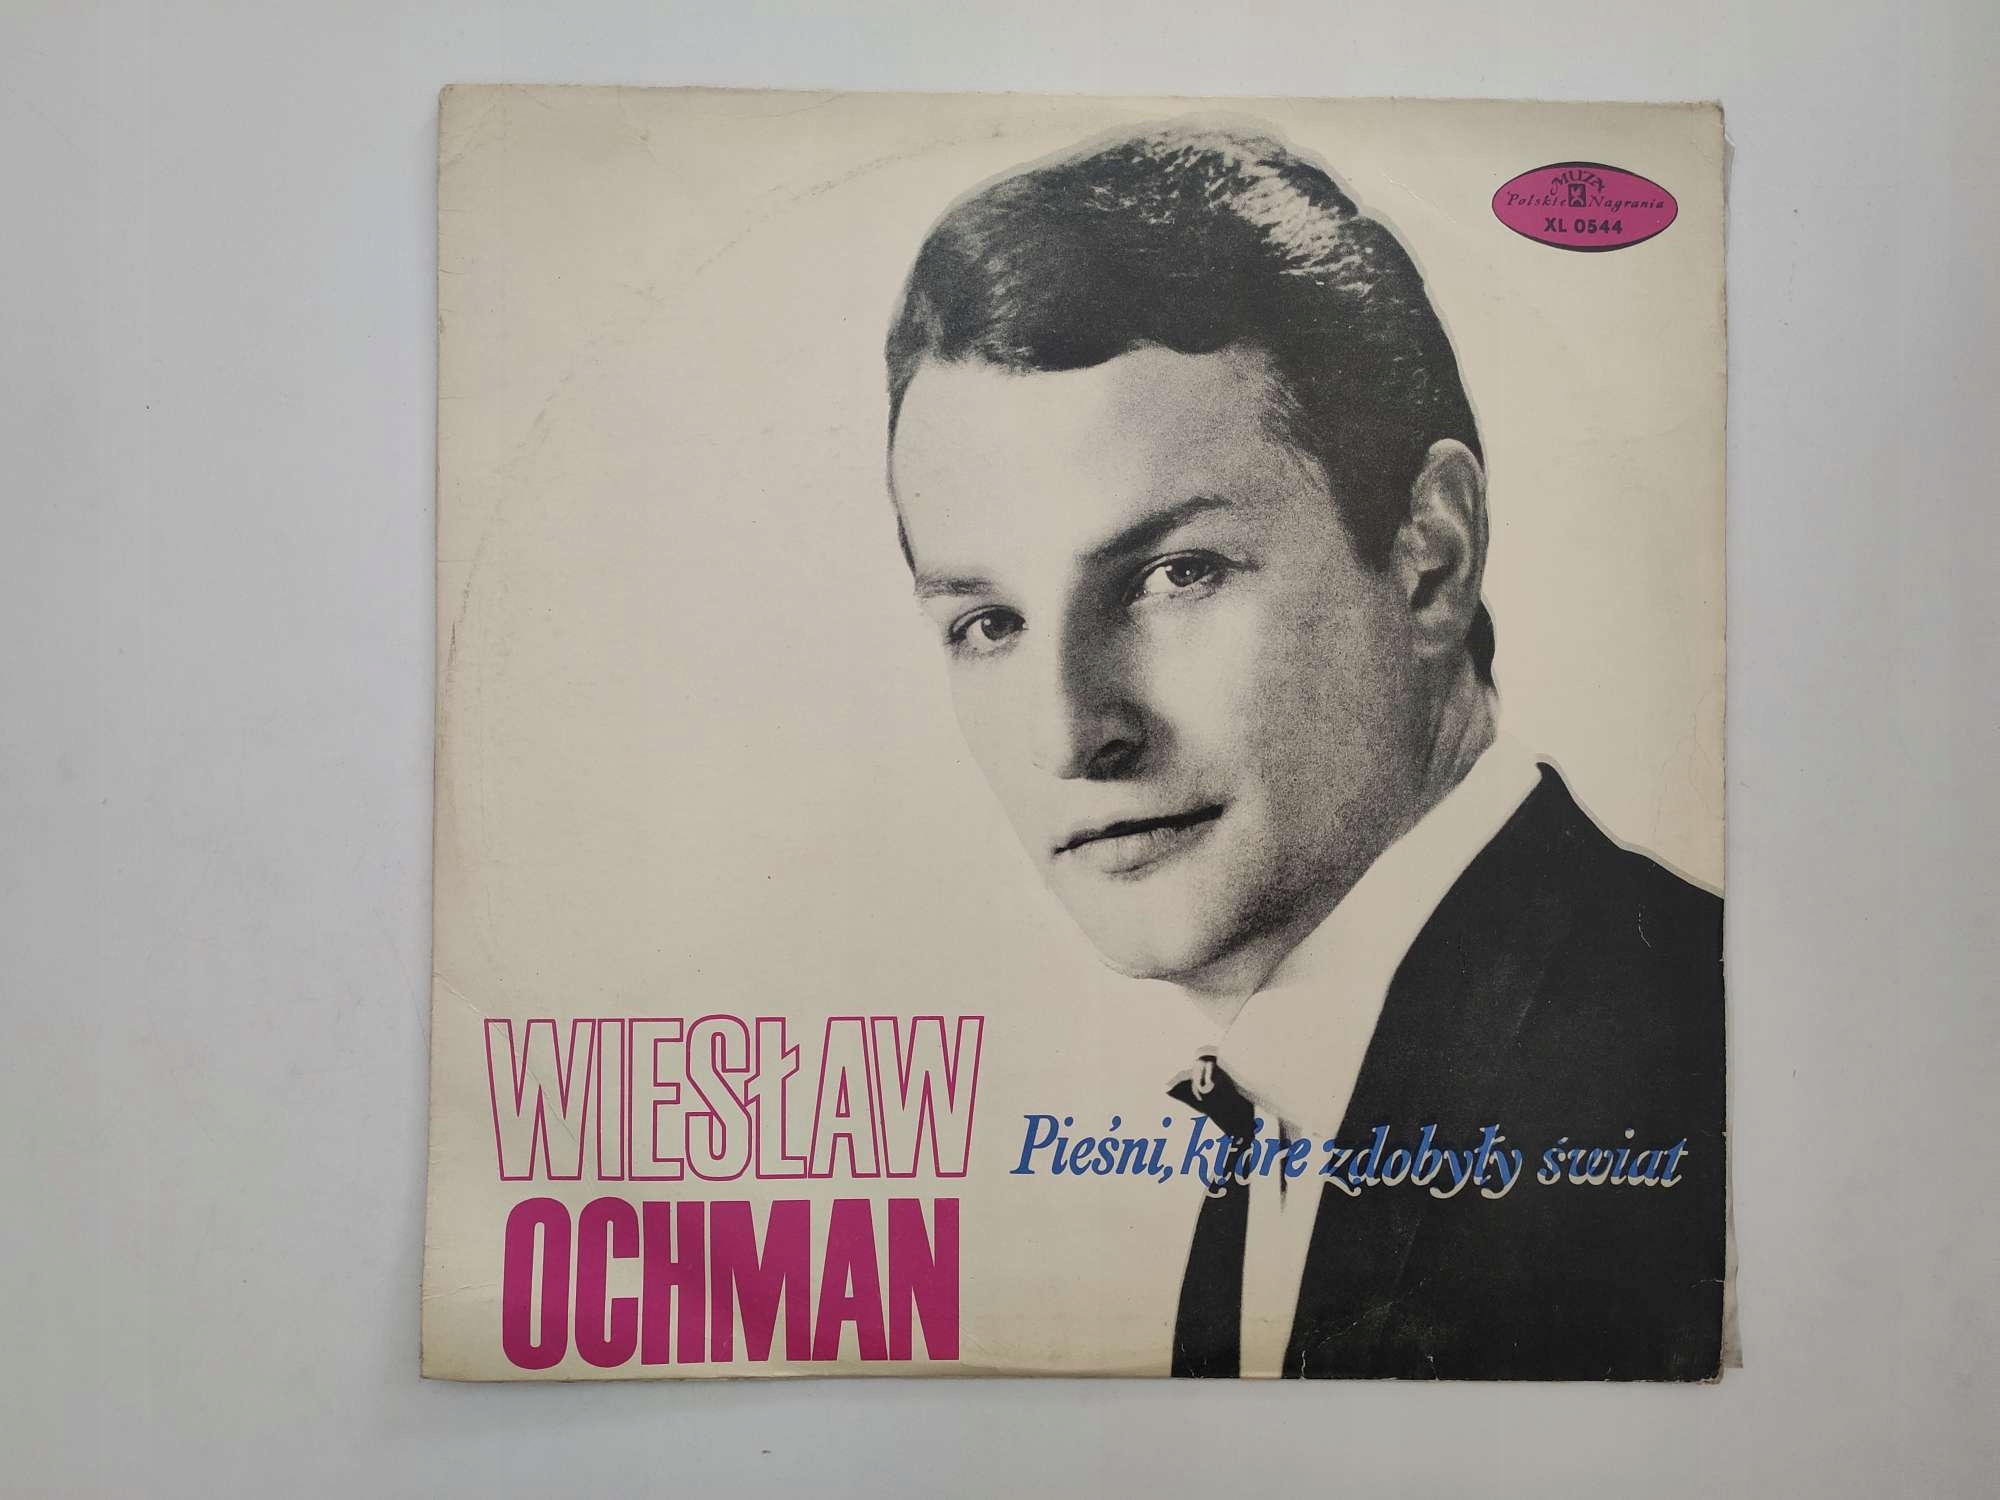 MUZA
Polskie Nagrania
XL 0544
WIESŁAW
OCHMAN
Pieśni, które zdobyły świat